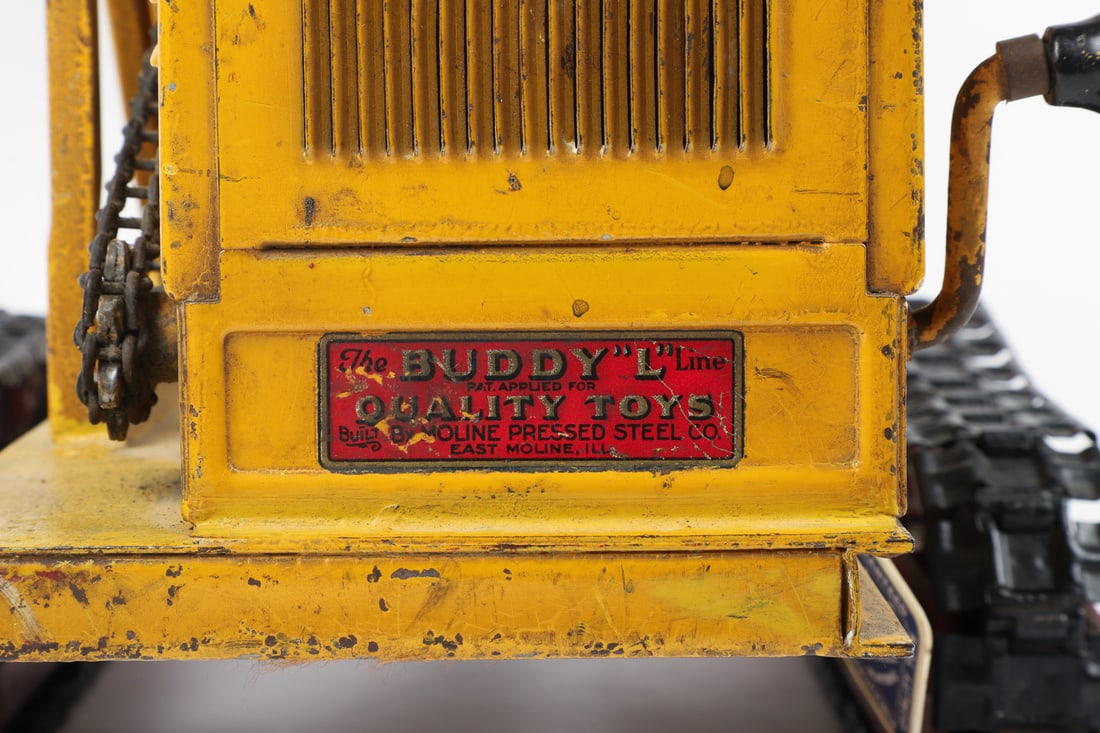 The BUDDY "L" Line
PAT. APPLIED FOR
QUALITY TOYS
BUILT BY MOLINE PRESSED STEEL CO.
EAST MOLINE, ILL.